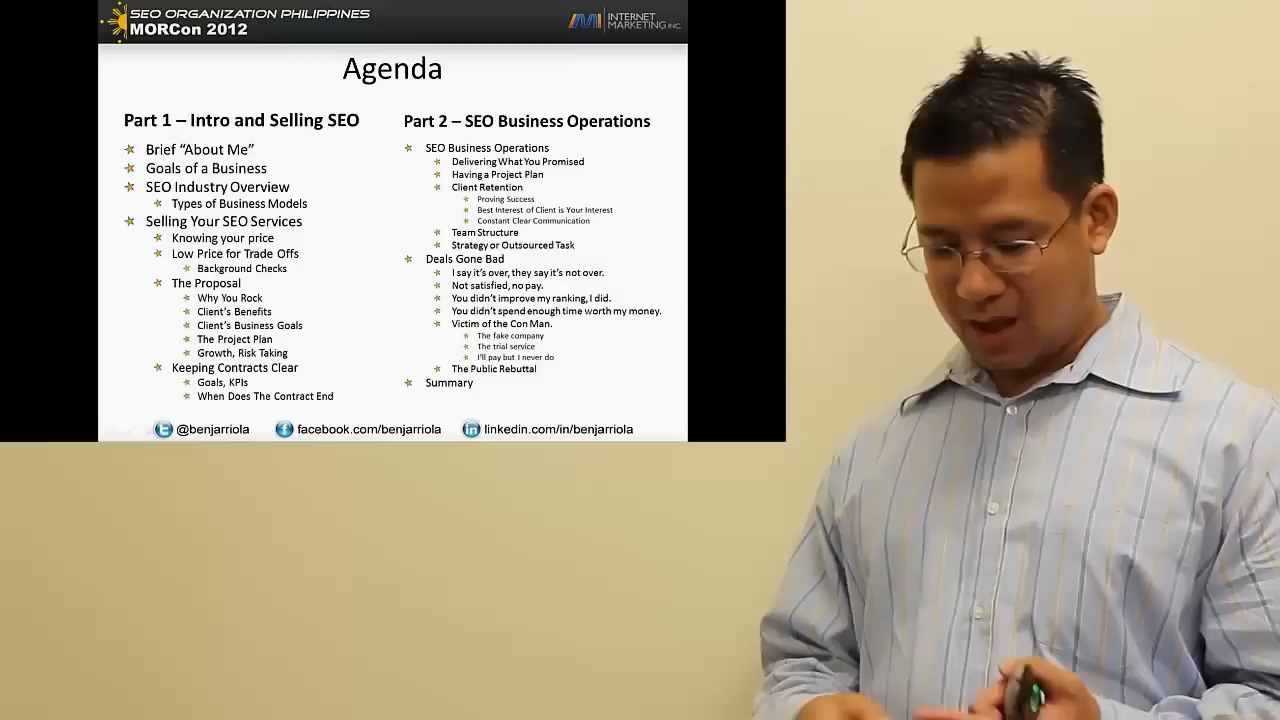 SEO ORGANIZATION PHILIPPINES
MORCon 2012
INTERNET
MARKETING INC.
Agenda
Part 1 – Intro and Selling SEO
Brief “About Me”
Goals of a Business
SEO Industry Overview
Types of Business Models
Selling Your SEO Services
Knowing your price
Low Price for Trade Offs
Background Checks
The Proposal
Why You Rock
Client’s Benefits
Client’s Business Goals
The Project Plan
Growth, Risk Taking
Keeping Contracts Clear
Goals, KPIs
When Does The Contract End
Part 2 – SEO Business Operations
SEO Business Operations
Delivering What You Promised
Having a Project Plan
Client Retention
Proving Success
Best Interest of Client is Your Interest
Constant Clear Communication
Team Structure
Strategy or Outsourced Task
Deals Gone Bad
I say it’s over, they say it’s not over.
Not satisfied, no pay.
You didn’t improve my ranking, I did.
You didn’t spend enough time worth my money.
Victim of the Con Man.
The fake company
The trial service
I’ll pay but I never do
The Public Rebuttal
Summary
@benjarriola
facebook.com/benjarriola
linkedin.com/in/benjarriola